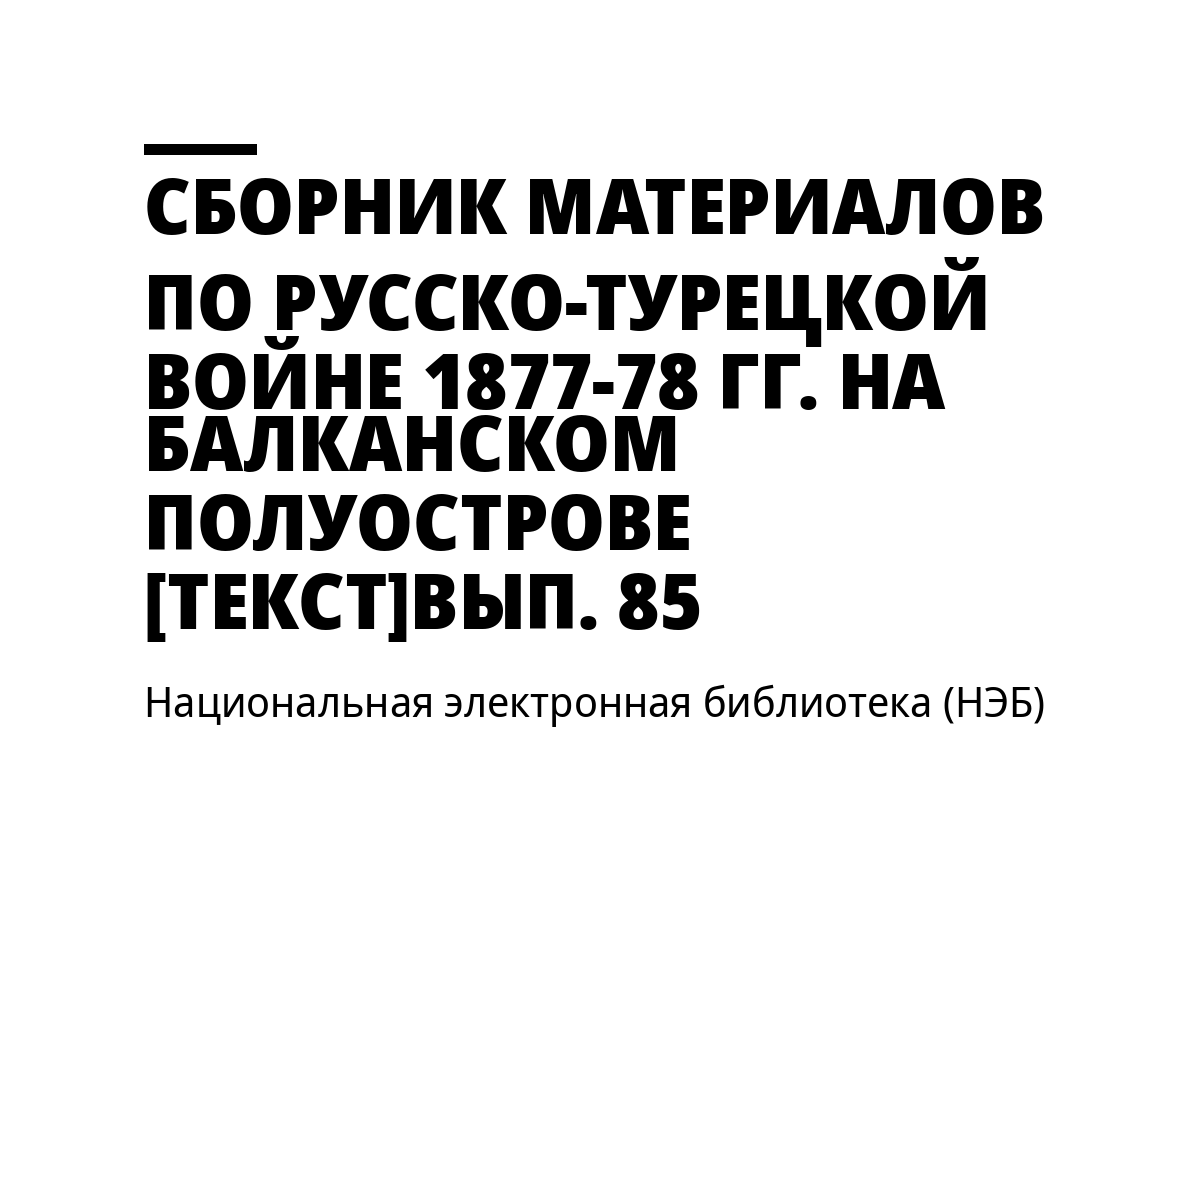 СБОРНИК МАТЕРИАЛОВ
ПО РУССКО-ТУРЕЦКОЙ
ВОЙНЕ 1877-78 ГГ. НА
БАЛКАНСКОМ
ПОЛУОСТРОВЕ
[ТЕКСТ]ВЫП. 85
Национальная электронная библиотека (НЭБ)